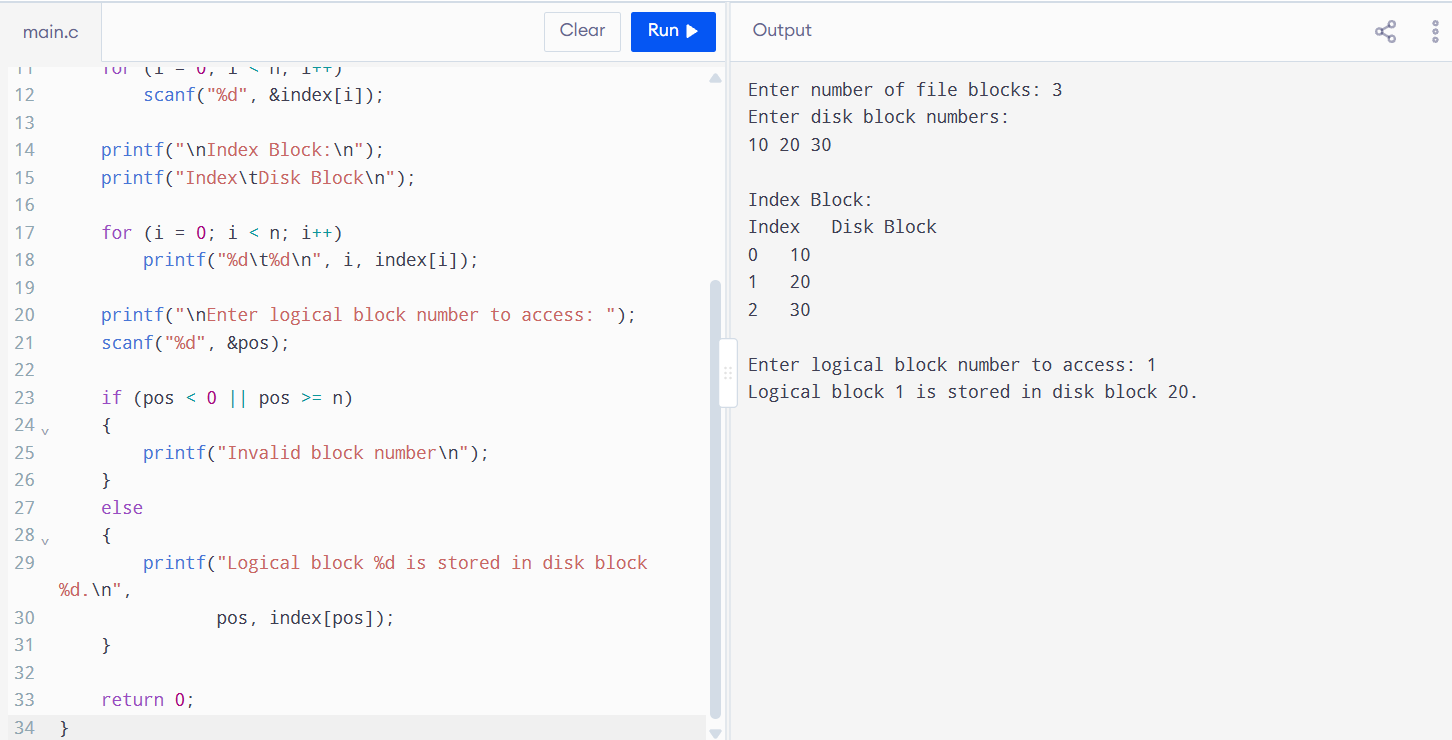 main.c
Clear
Run
Output
11 for (i = 0; i < n; i++)
12 scanf("%d", &index[i]);
13
14 printf("\nIndex Block:\n");
15 printf("Index\tDisk Block\n");
16
17 for (i = 0; i < n; i++)
18 printf("%d\t%d\n", i, index[i]);
19
20 printf("\nEnter logical block number to access: ");
21 scanf("%d", &pos);
22
23 if (pos < 0 || pos >= n)
24 {
25 printf("Invalid block number\n");
26 }
27 else
28 {
29 printf("Logical block %d is stored in disk block
%d.\n",
30 pos, index[pos]);
31 }
32
33 return 0;
34 }
Enter number of file blocks: 3
Enter disk block numbers:
10 20 30
Index Block:
Index Disk Block
0 10
1 20
2 30
Enter logical block number to access: 1
Logical block 1 is stored in disk block 20.